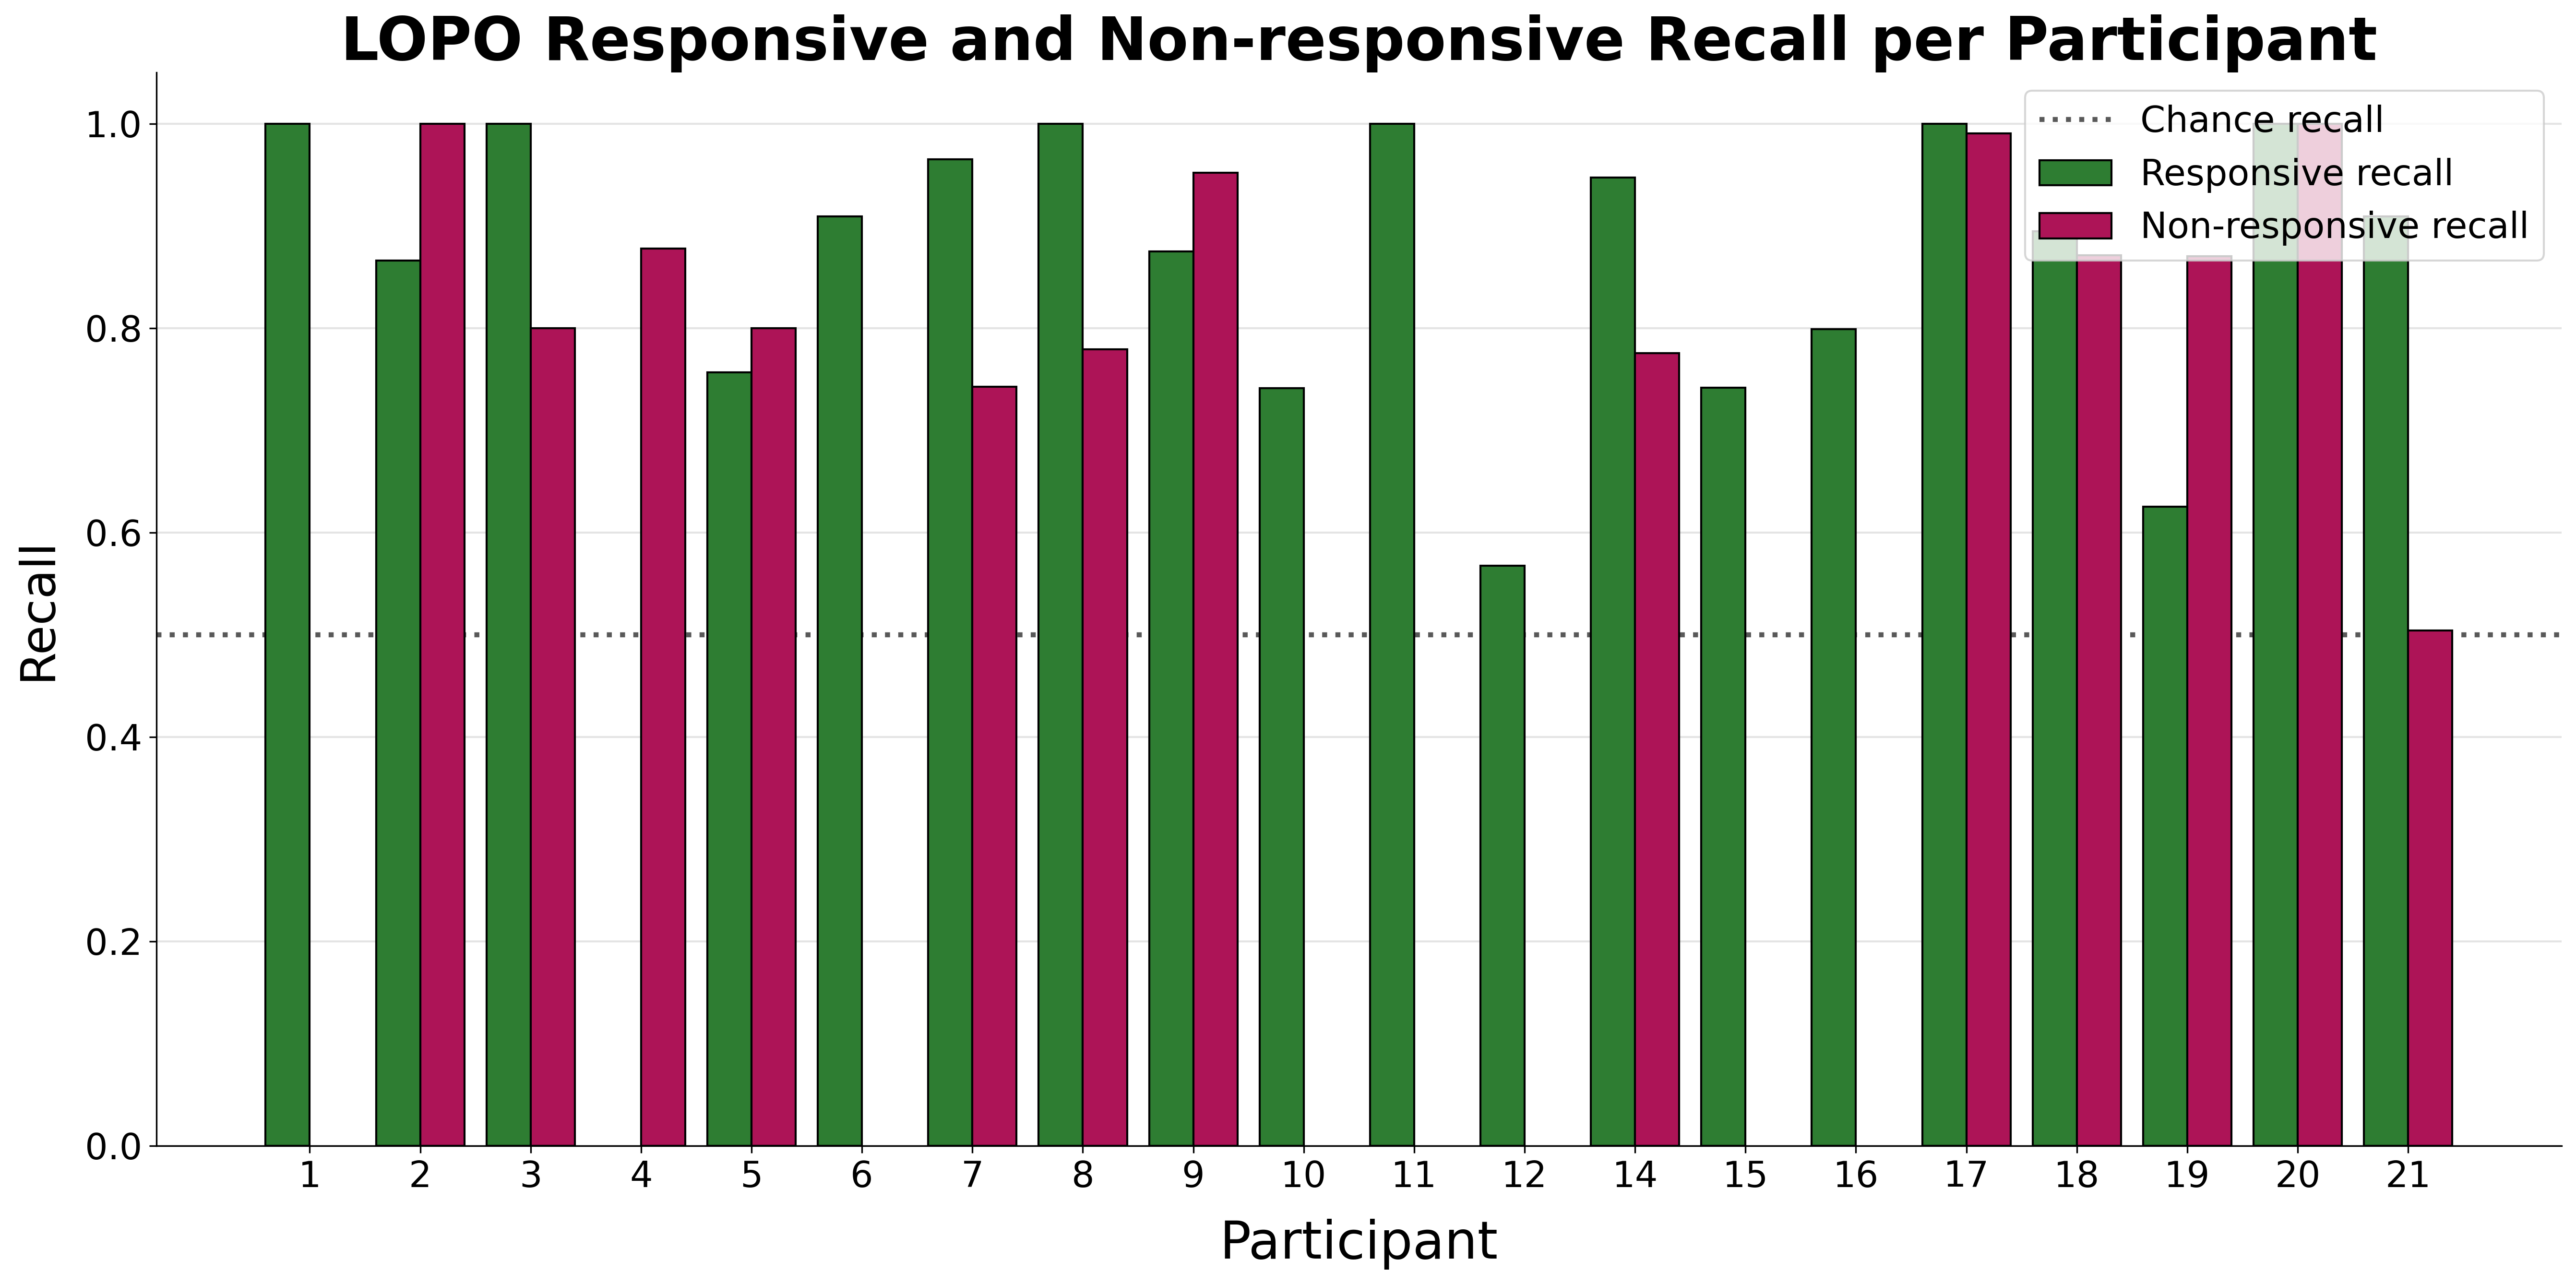 LOPO Responsive and Non-responsive Recall per Participant
Chance recall
Responsive recall
Non-responsive recall
1.0
0.8
0.6
0.4
0.2
0.0
Recall
1 2 3 4 5 6 7 8 9 10 11 12 14 15 16 17 18 19 20 21
Participant